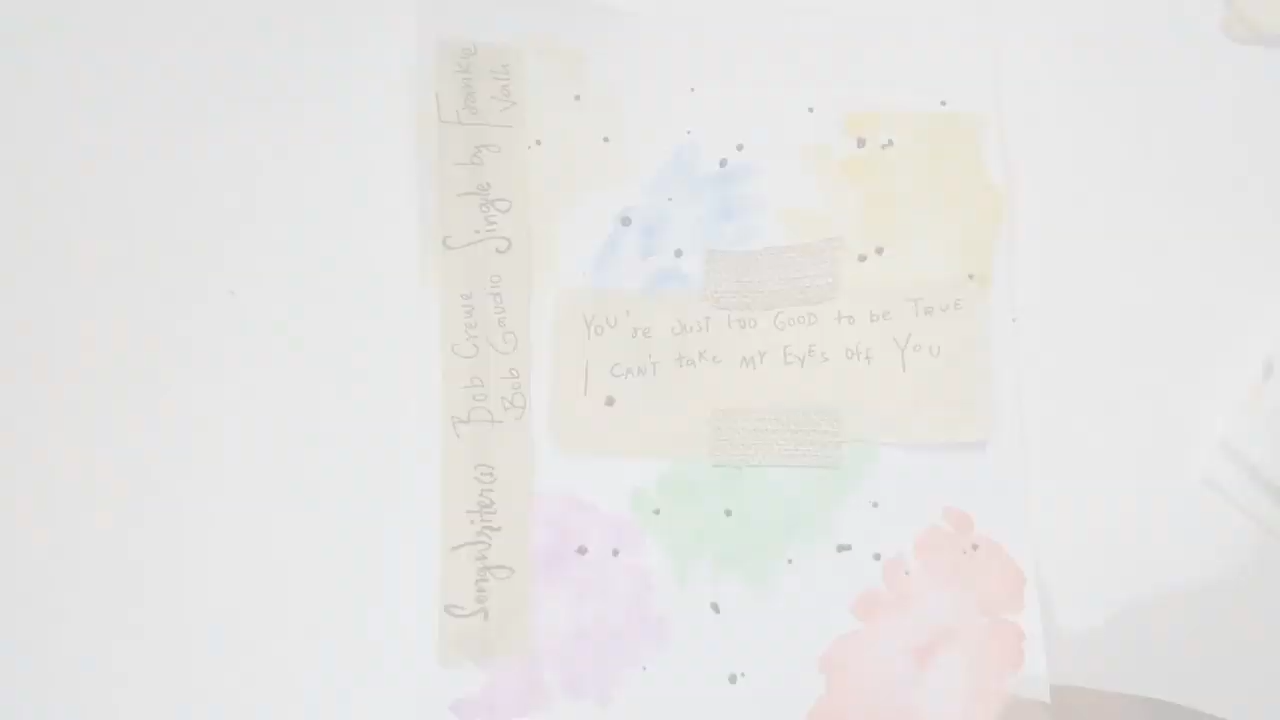 Songwriter(s) Bob Crewe Single by Frankie
Bob Gaudio Valli
You're Just too GOOD to be TRUE
I CAN'T take MY EYES off YOU